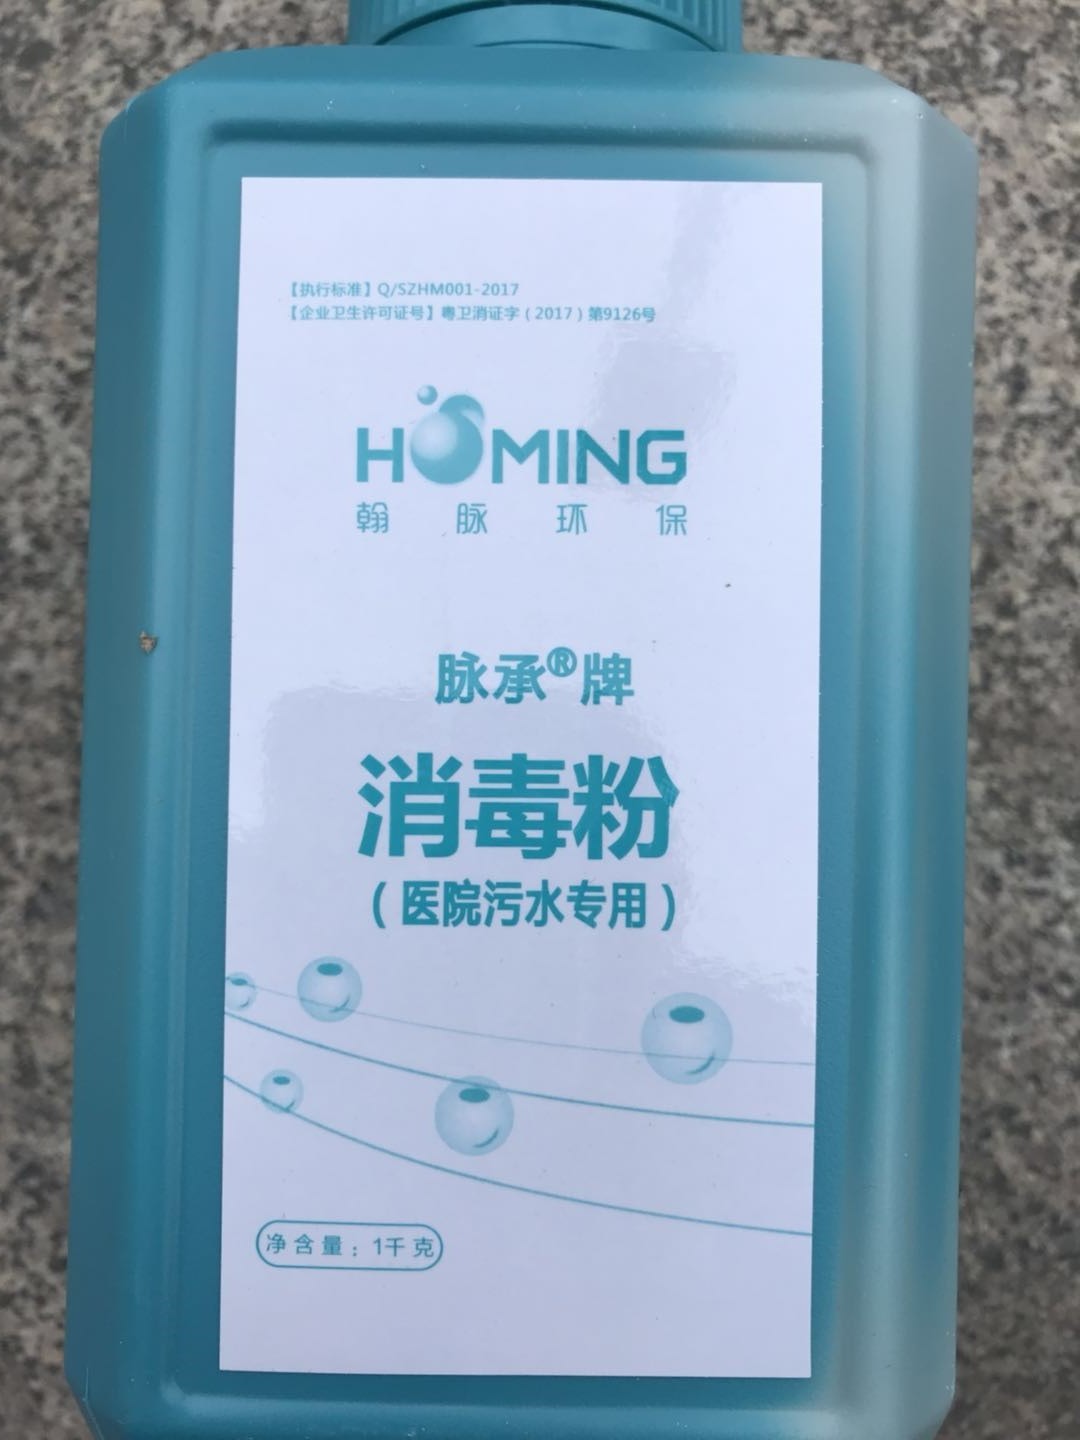 【执行标准】Q/SZHM001-2017
【企业卫生许可证号】粤卫消证字（2017）第9126号
HOMING
翰脉环保
脉承®牌
消毒粉
（医院污水专用）
净含量：1千克